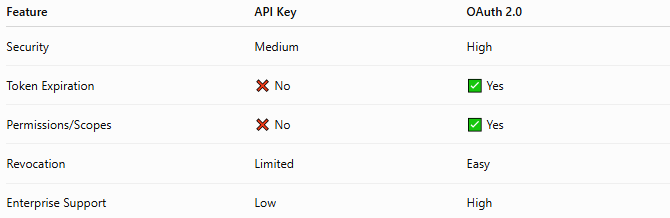 Feature API Key OAuth 2.0
Security Medium High
Token Expiration ❌ No ✅ Yes
Permissions/Scopes ❌ No ✅ Yes
Revocation Limited Easy
Enterprise Support Low High